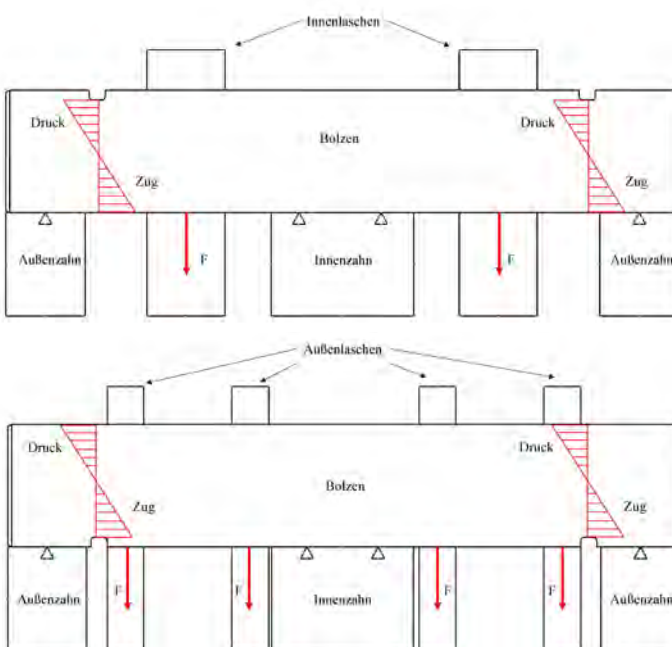 Innenlaschen
Druck
Bolzen
Druck
Zug
Zug
Außenzahn
F
Innenzahn
F
Außenzahn
Außenlaschen
Druck
Druck
Bolzen
Zug
Zug
Außenzahn
F
F
Innenzahn
F
F
Außenzahn